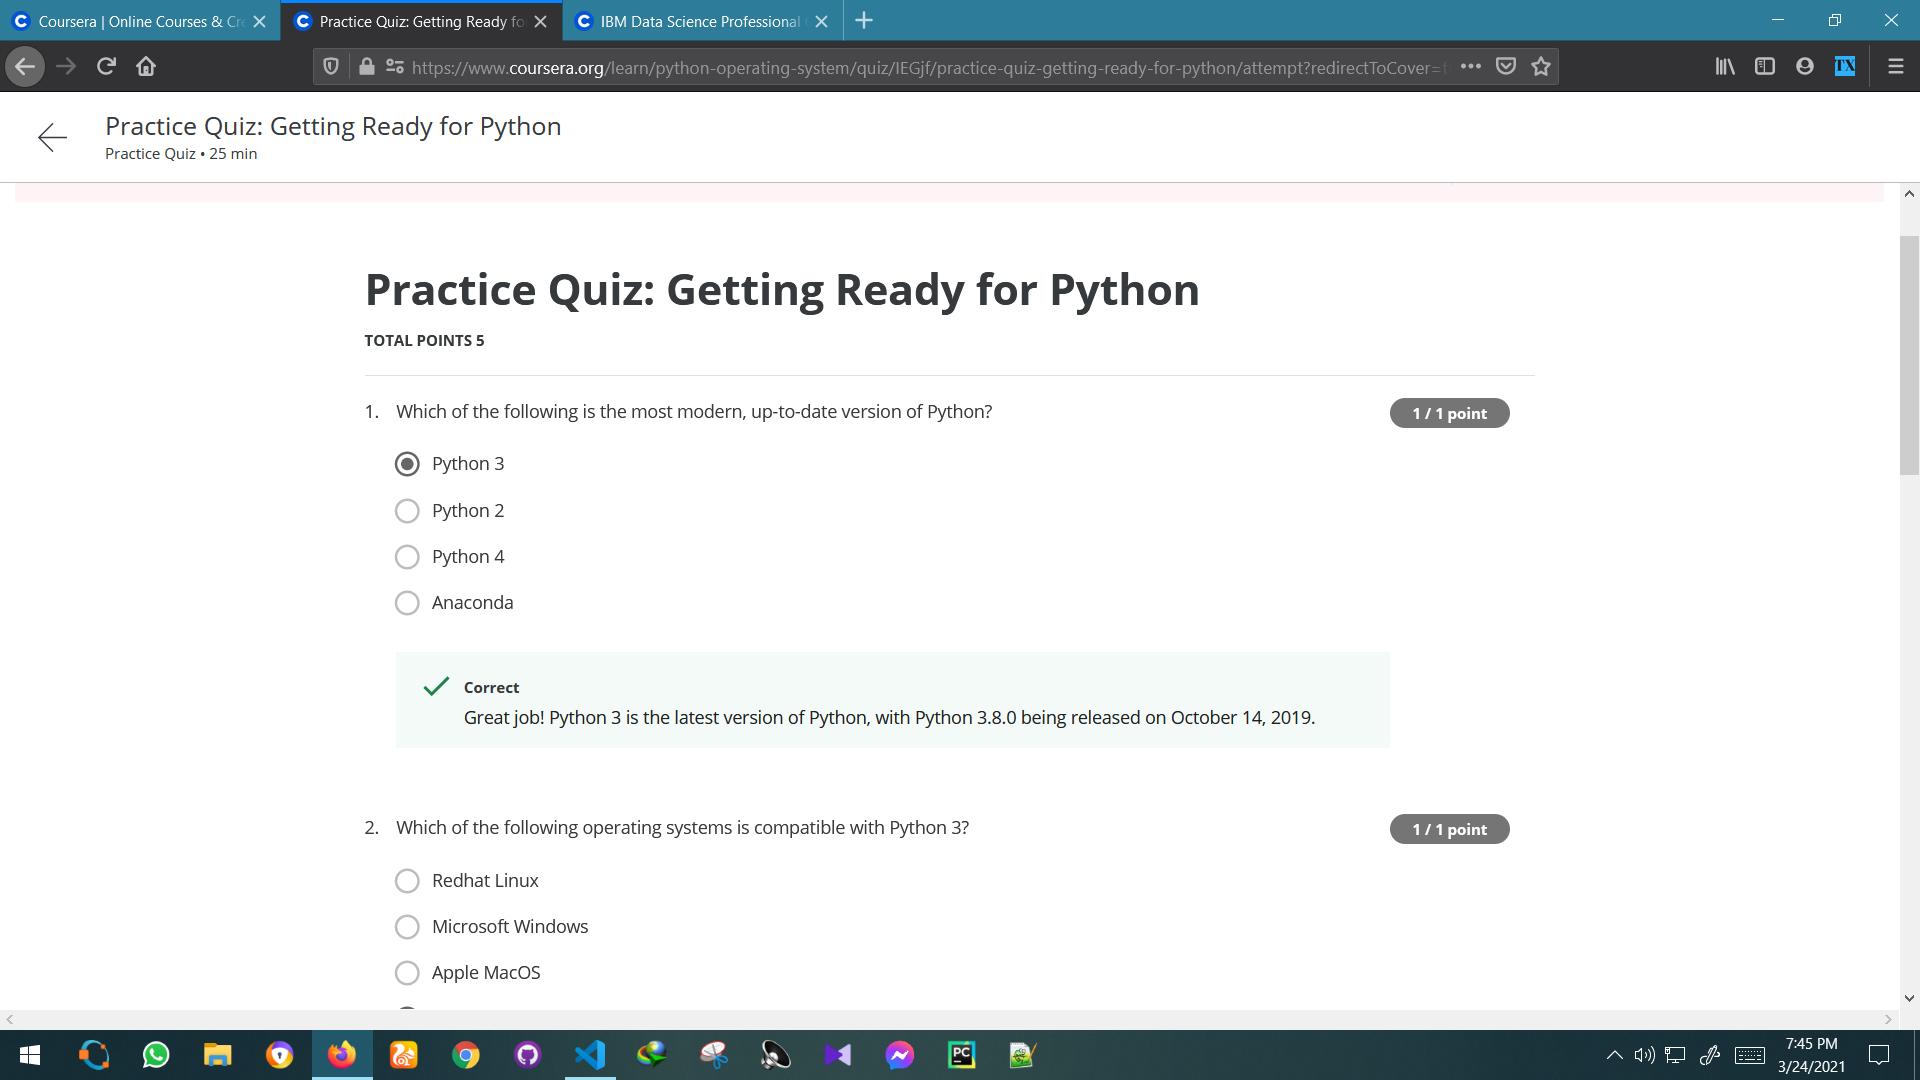 Coursera | Online Courses & Cre
Practice Quiz: Getting Ready fo
IBM Data Science Professional
https://www.coursera.org/learn/python-operating-system/quiz/IEGjf/practice-quiz-getting-ready-for-python/attempt?redirectToCover=
TX
Practice Quiz: Getting Ready for Python
Practice Quiz • 25 min
Practice Quiz: Getting Ready for Python
TOTAL POINTS 5
1. Which of the following is the most modern, up-to-date version of Python?
1 / 1 point
Python 3
Python 2
Python 4
Anaconda
Correct
Great job! Python 3 is the latest version of Python, with Python 3.8.0 being released on October 14, 2019.
2. Which of the following operating systems is compatible with Python 3?
1 / 1 point
Redhat Linux
Microsoft Windows
Apple MacOS
PC
7:45 PM
3/24/2021